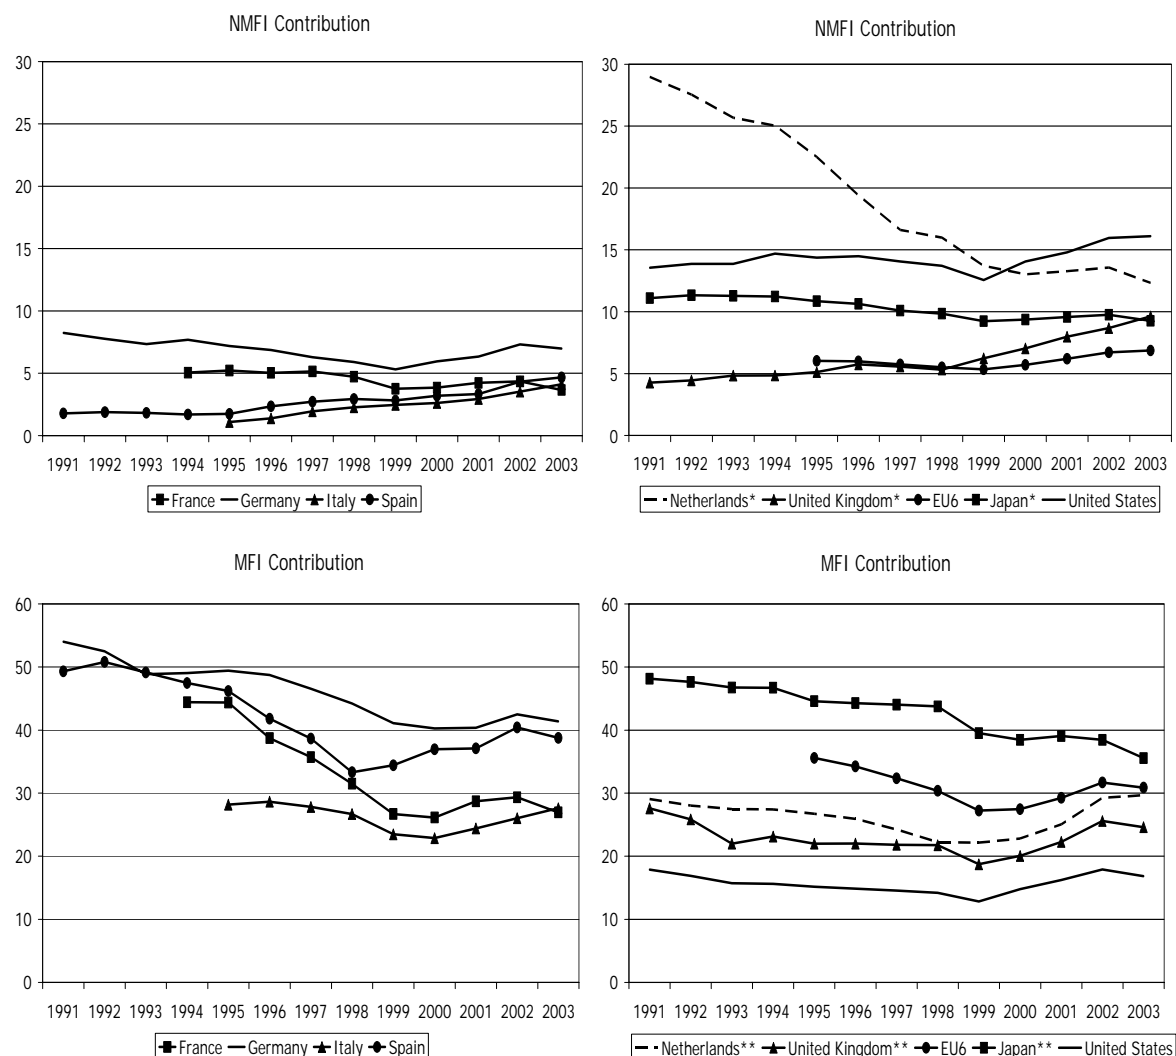 NMFI Contribution
30
25
20
15
10
5
0
1991 1992 1993 1994 1995 1996 1997 1998 1999 2000 2001 2002 2003
France Germany Italy Spain
NMFI Contribution
30
25
20
15
10
5
0
1991 1992 1993 1994 1995 1996 1997 1998 1999 2000 2001 2002 2003
Netherlands* United Kingdom* EU6 Japan* United States
MFI Contribution
60
50
40
30
20
10
0
1991 1992 1993 1994 1995 1996 1997 1998 1999 2000 2001 2002 2003
France Germany Italy Spain
MFI Contribution
60
50
40
30
20
10
0
1991 1992 1993 1994 1995 1996 1997 1998 1999 2000 2001 2002 2003
Netherlands** United Kingdom** EU6 Japan** United States